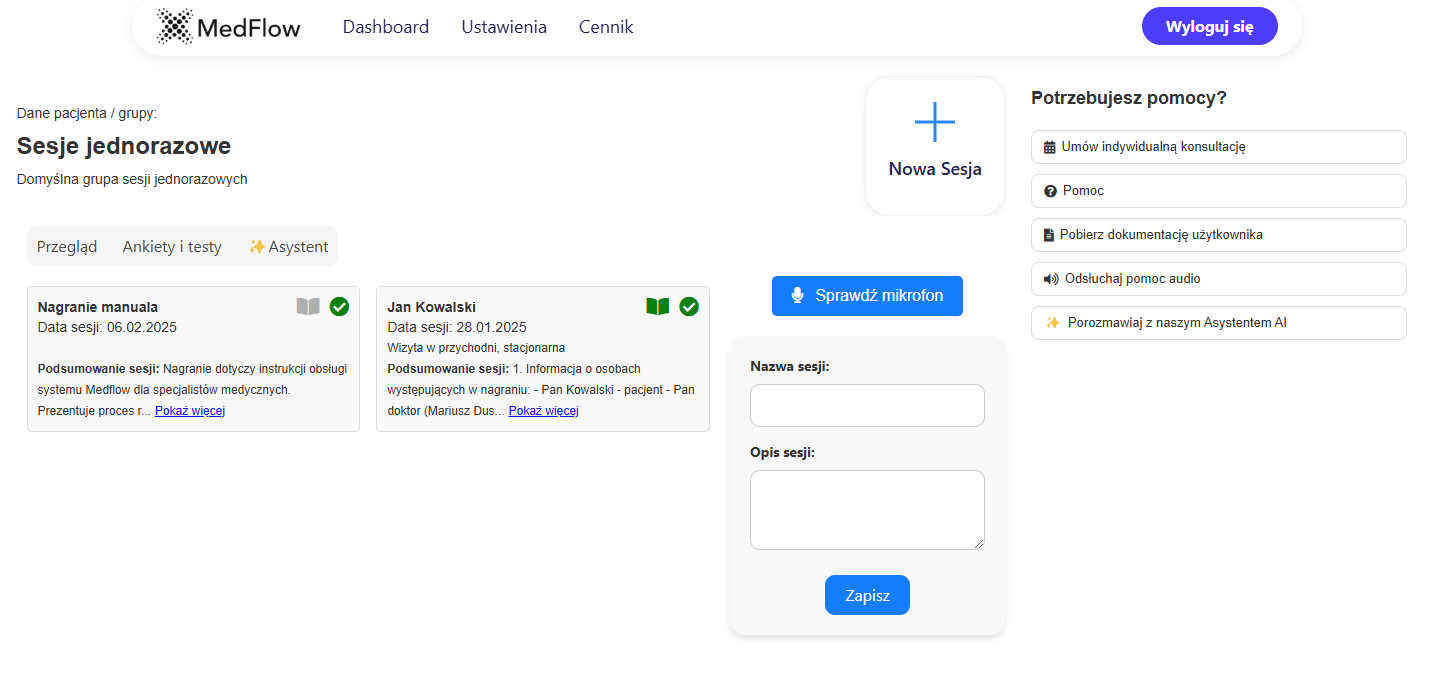 MedFlow
Dashboard
Ustawienia
Cennik
Wyloguj się
Dane pacjenta / grupy:
Sesje jednorazowe
Domyślna grupa sesji jednorazowych
Nowa Sesja
Przegląd
Ankiety i testy
✨ Asystent
Nagranie manuala
Data sesji: 06.02.2025
Podsumowanie sesji: Nagranie dotyczy instrukcji obsługi
systemu Medflow dla specjalistów medycznych.
Prezentuje proces r... Pokaż więcej
Jan Kowalski
Data sesji: 28.01.2025
Wizyta w przychodni, stacjonarna
Podsumowanie sesji: 1. Informacja o osobach
występujących w nagraniu: - Pan Kowalski - pacjent - Pan
doktor (Mariusz Dus... Pokaż więcej
Sprawdź mikrofon
Nazwa sesji:
Opis sesji:
Zapisz
Potrzebujesz pomocy?
Umów indywidualną konsultację
Pomoc
Pobierz dokumentację użytkownika
Odsłuchaj pomoc audio
✨ Porozmawiaj z naszym Asystentem AI